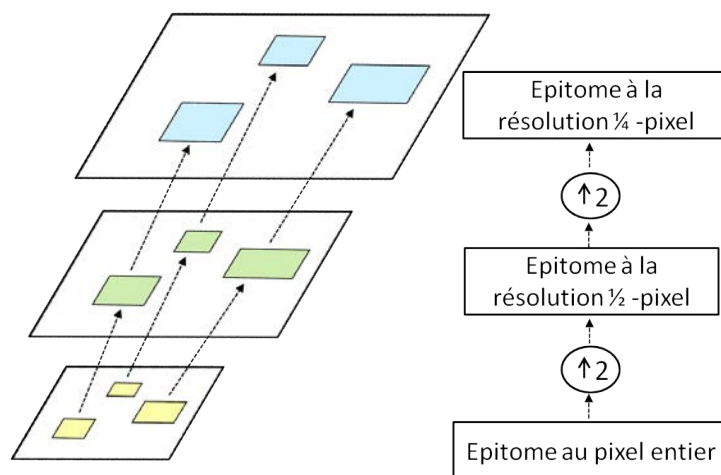 Epitome à la
résolution ¼ -pixel
↑2
Epitome à la
résolution ½ -pixel
↑2
Epitome au pixel entier